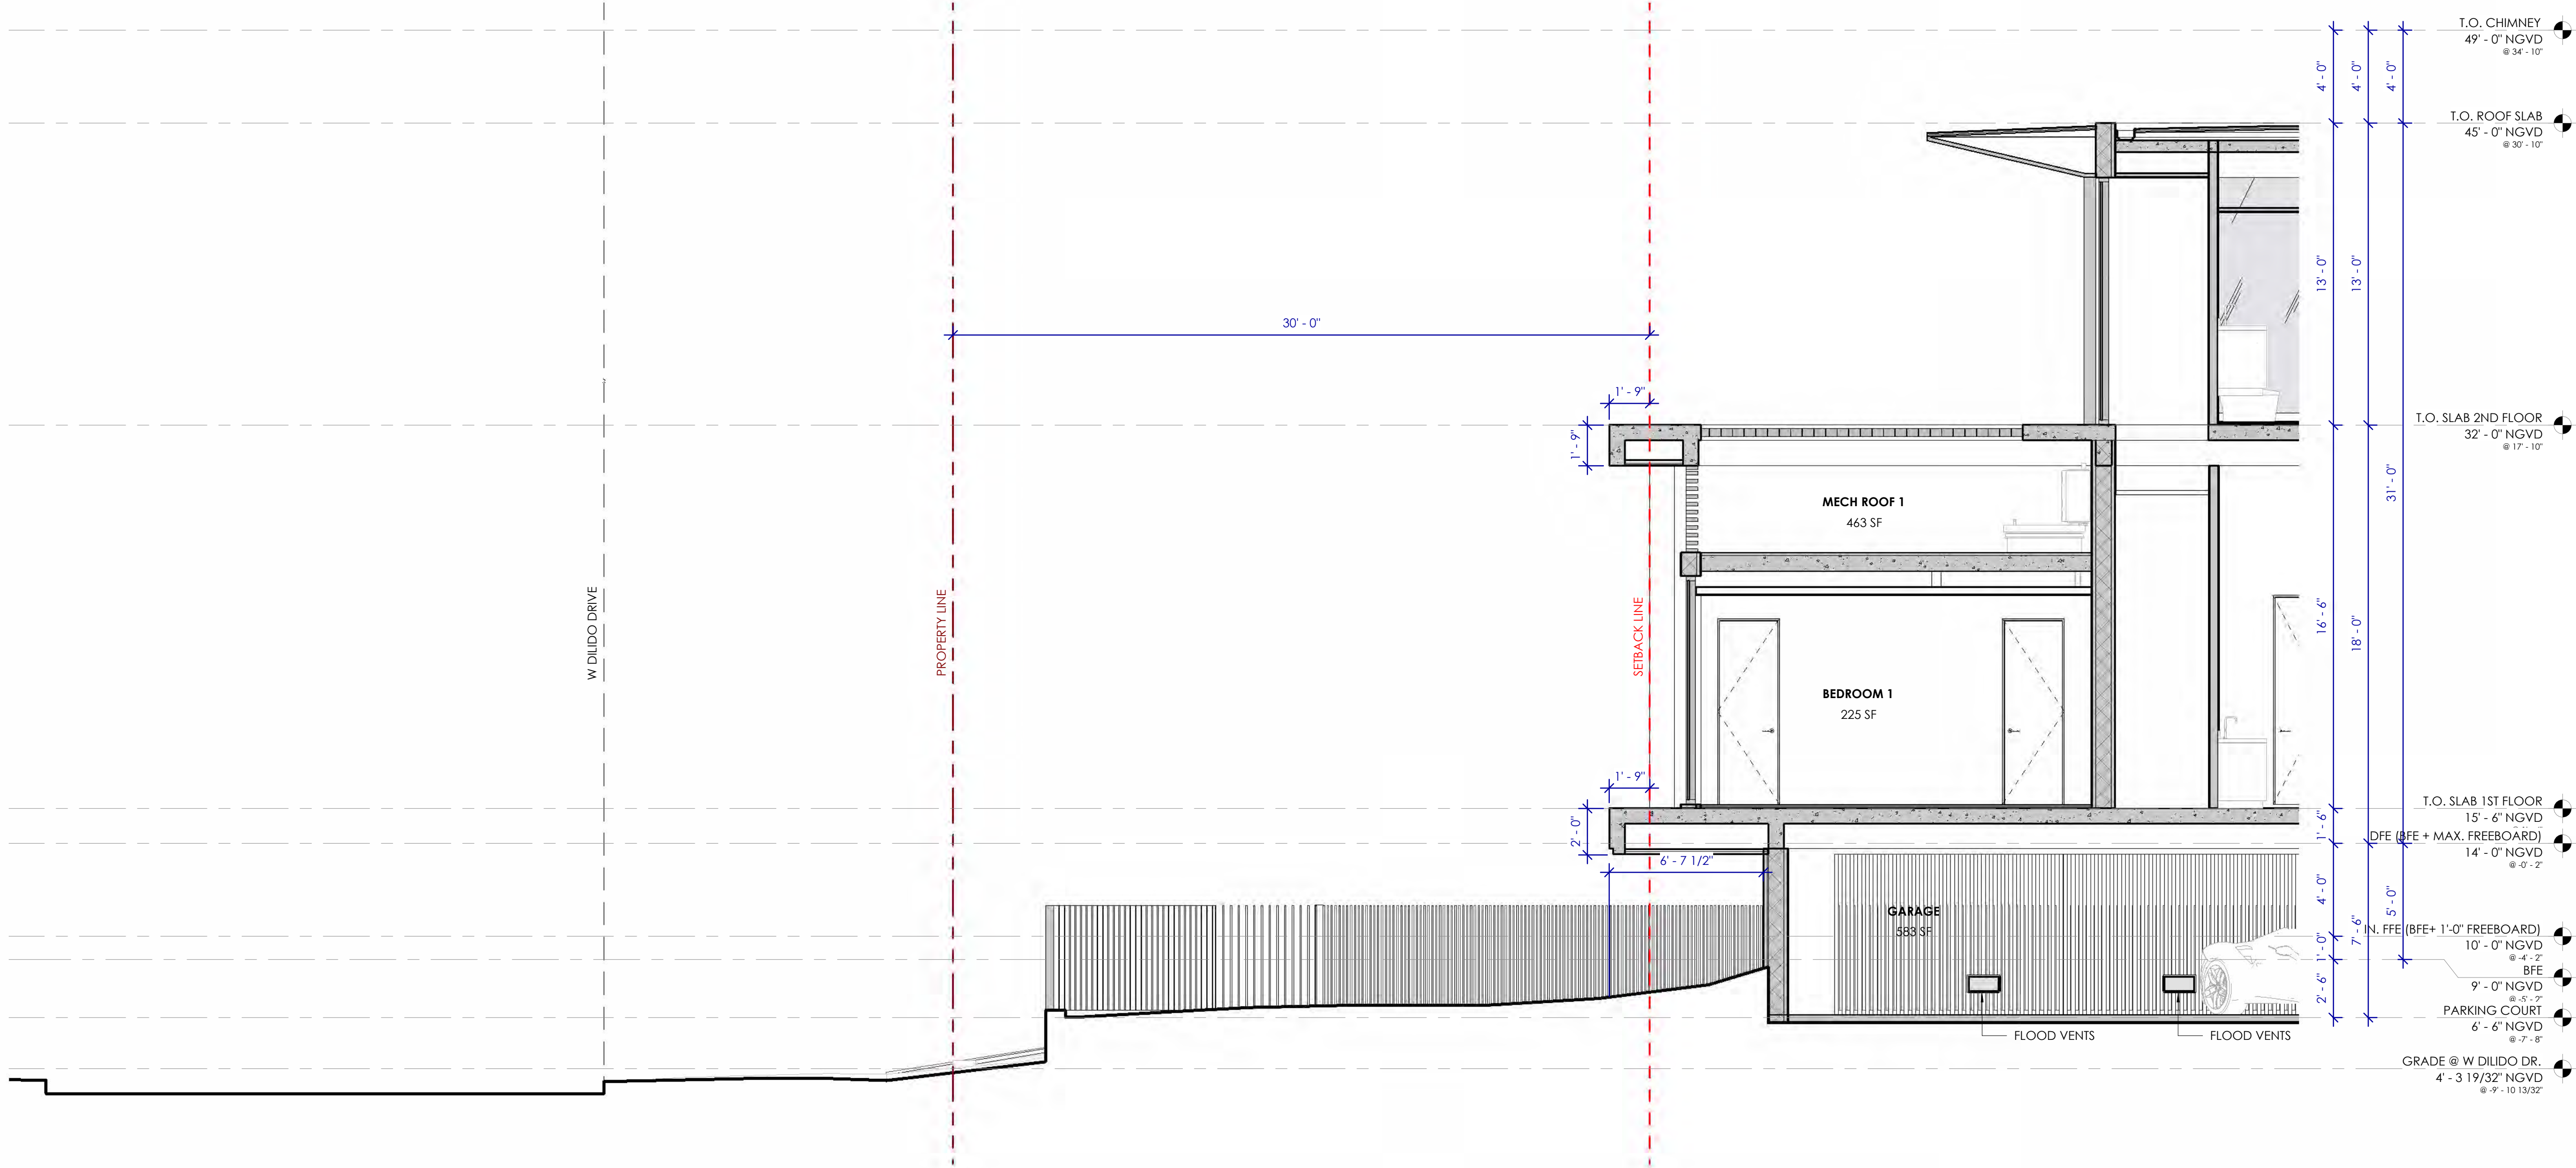 T.O. CHIMNEY
49' - 0" NGVD
@ 34' - 10"
4' - 0"
4' - 0"
4' - 0"
T.O. ROOF SLAB
45' - 0" NGVD
@ 30' - 10"
13' - 0"
13' - 0"
30' - 0"
1' - 9"
1' - 9"
T.O. SLAB 2ND FLOOR
32' - 0" NGVD
@ 17' - 10"
31' - 0"
MECH ROOF 1
463 SF
W DILIDO DRIVE
PROPERTY LINE
SETBACK LINE
16' - 6"
18' - 0"
BEDROOM 1
225 SF
1' - 9"
2' - 0"
6' - 7 1/2"
T.O. SLAB 1ST FLOOR
15' - 6" NGVD
1' - 6"
DFE (BFE + MAX. FREEBOARD)
14' - 0" NGVD
@ -0' - 2"
4' - 0"
5' - 0"
GARAGE
583 SF
7' - 6"
IN. FFE (BFE+ 1'-0" FREEBOARD)
10' - 0" NGVD
@ -4' - 2"
1' - 0"
BFE
9' - 0" NGVD
@ -5' - 2"
2' - 6"
PARKING COURT
6' - 6" NGVD
@ -7' - 8"
FLOOD VENTS
FLOOD VENTS
GRADE @ W DILIDO DR.
4' - 3 19/32" NGVD
@ -9' - 10 13/32"